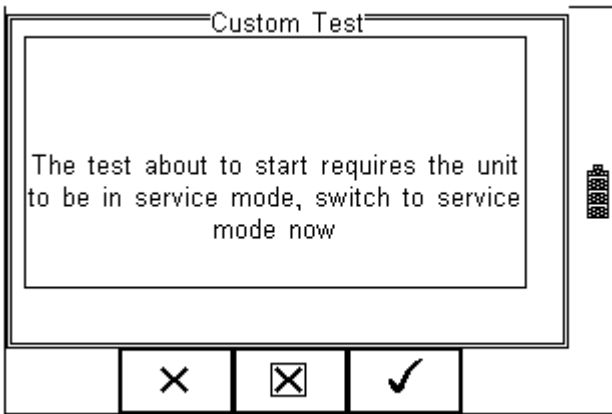 Custom Test
The test about to start requires the unit
to be in service mode, switch to service
mode now